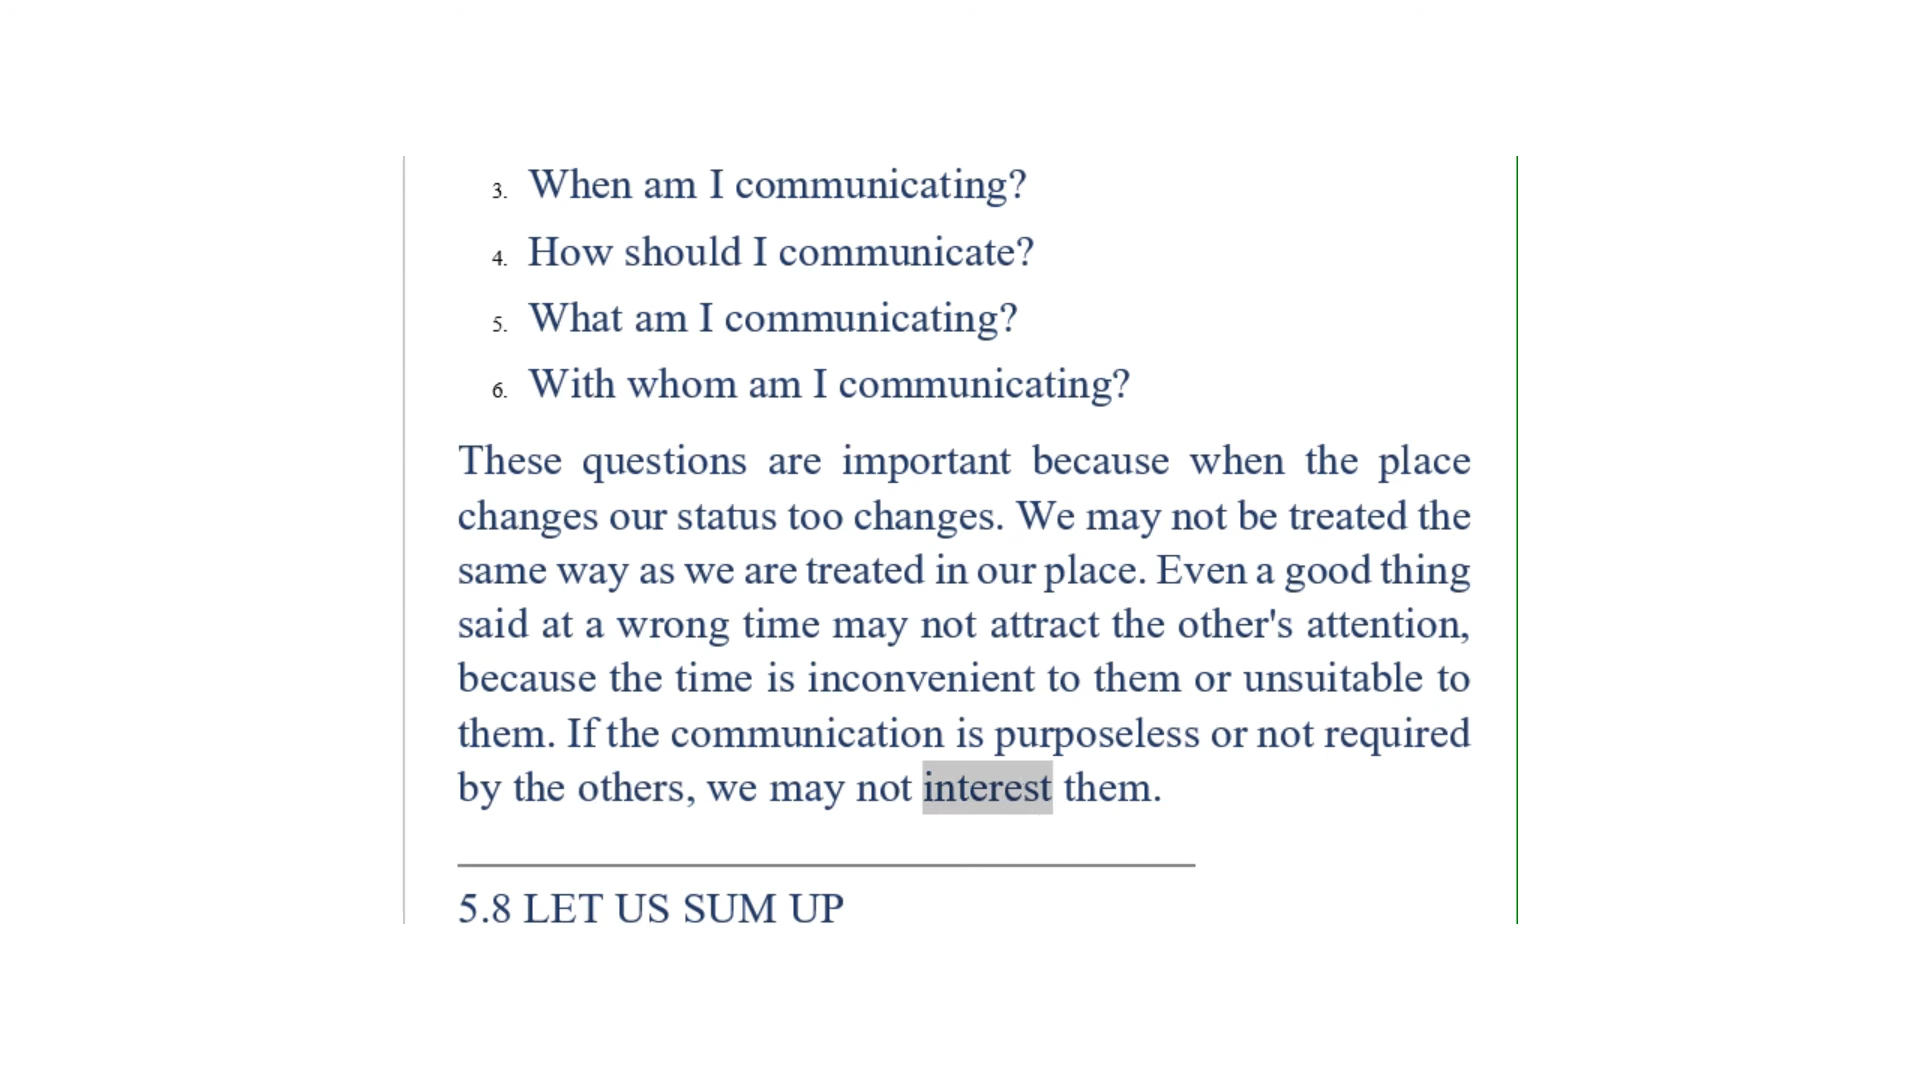 3. When am I communicating?
4. How should I communicate?
5. What am I communicating?
6. With whom am I communicating?
These questions are important because when the place
changes our status too changes. We may not be treated the
same way as we are treated in our place. Even a good thing
said at a wrong time may not attract the other's attention,
because the time is inconvenient to them or unsuitable to
them. If the communication is purposeless or not required
by the others, we may not interest them.
5.8 LET US SUM UP